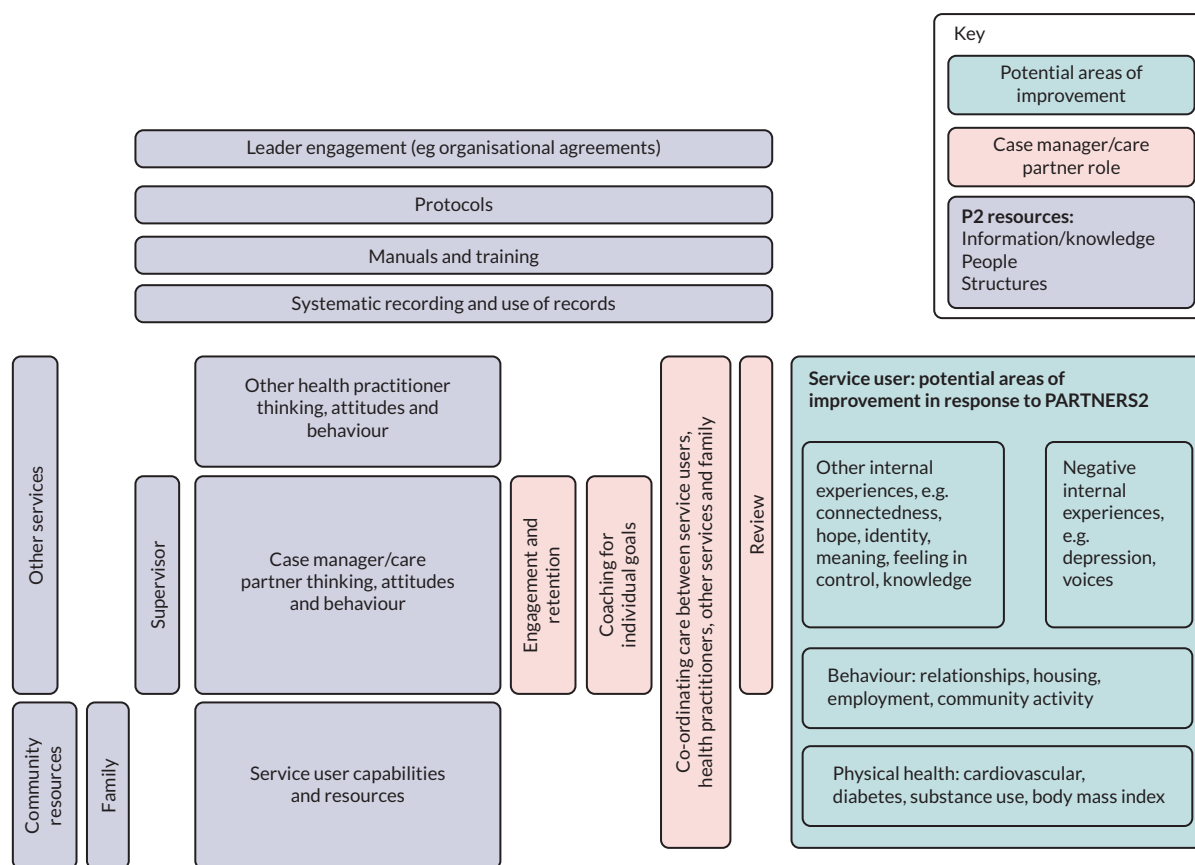 Key
Potential areas of
improvement
Case manager/care
partner role
P2 resources:
Information/knowledge
People
Structures
Leader engagement (eg organisational agreements)
Protocols
Manuals and training
Systematic recording and use of records
Other services
Community
resources
Family
Supervisor
Other health practitioner
thinking, attitudes and
behaviour
Case manager/care
partner thinking, attitudes
and behaviour
Service user capabilities
and resources
Engagement and
retention
Coaching for
individual goals
Co-ordinating care between service users,
health practitioners, other services and family
Review
Service user: potential areas of
improvement in response to PARTNERS2
Other internal
experiences, e.g.
connectedness,
hope, identity,
meaning, feeling in
control, knowledge
Negative
internal
experiences,
e.g.
depression,
voices
Behaviour: relationships, housing,
employment, community activity
Physical health: cardiovascular,
diabetes, substance use, body mass index